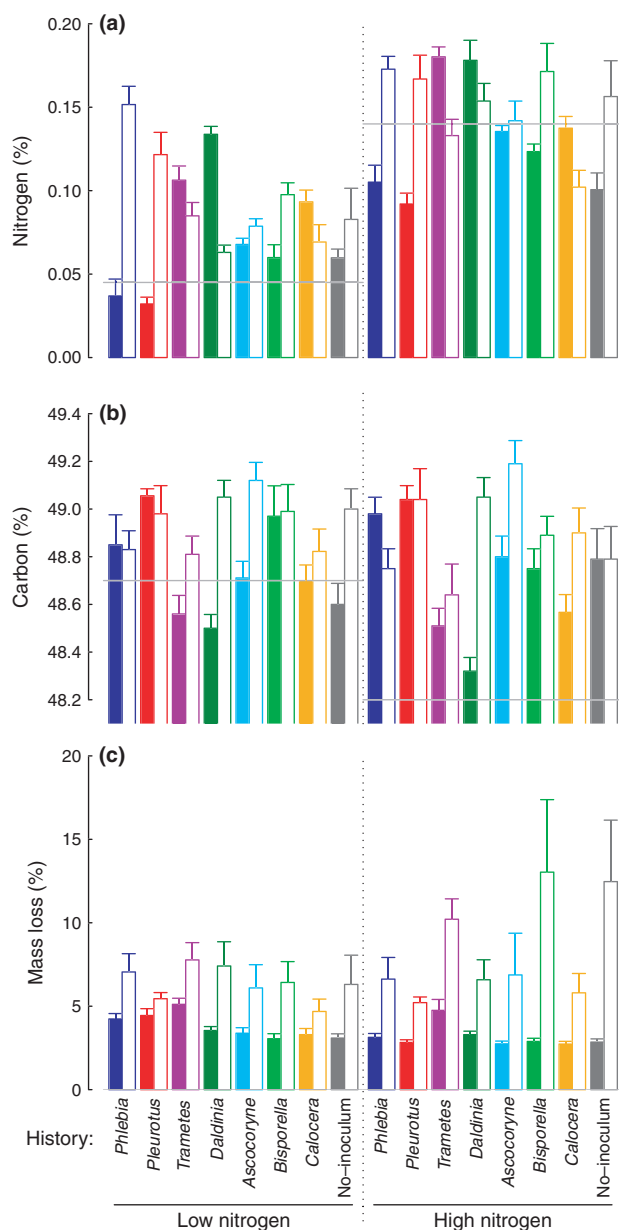 (a)
0.20
0.15
0.10
0.05
0.00
Nitrogen (%)
(b)
49.4
49.2
49.0
48.8
48.6
48.4
48.2
Carbon (%)
(c)
20
15
10
5
0
Mass loss (%)
History:
Phlebia
Pleurotus
Trametes
Daldinia
Ascocoryne
Bisporella
Calocera
No–inoculum
Phlebia
Pleurotus
Trametes
Daldinia
Ascocoryne
Bisporella
Calocera
No–inoculum
Low nitrogen
High nitrogen